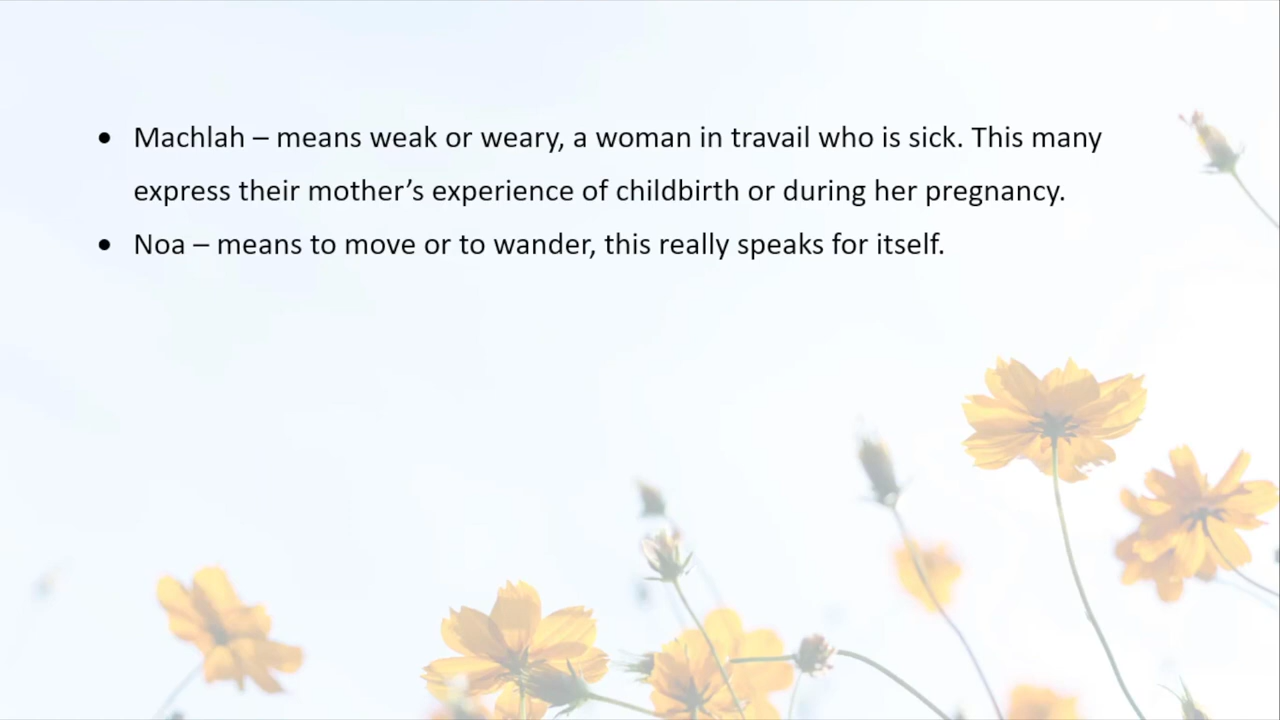 • Machlah – means weak or weary, a woman in travail who is sick. This many
express their mother’s experience of childbirth or during her pregnancy.
• Noa – means to move or to wander, this really speaks for itself.